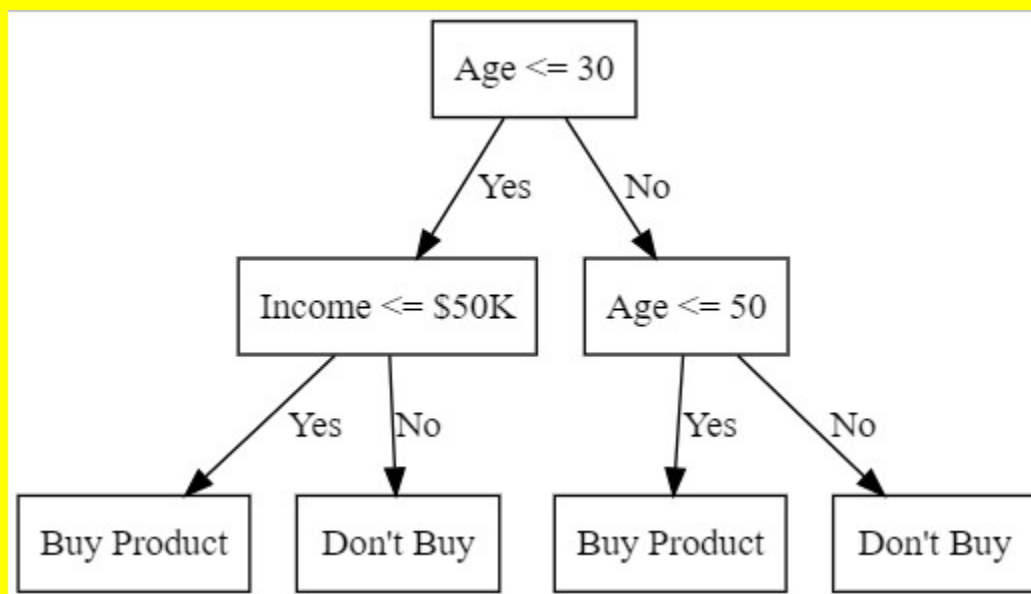 Age <= 30
Yes
No
Income <= $50K
Age <= 50
Yes
No
Yes
No
Buy Product
Don't Buy
Buy Product
Don't Buy